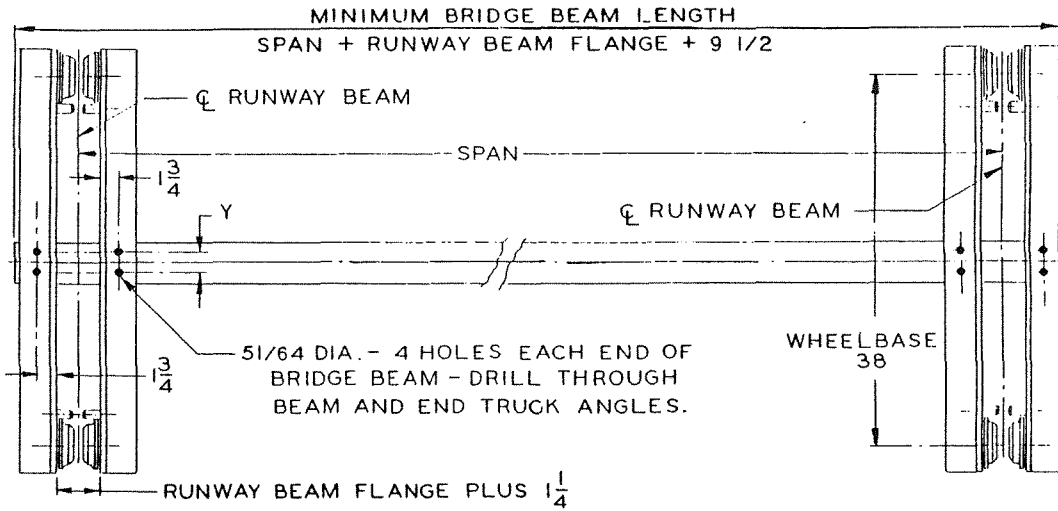 MINIMUM BRIDGE BEAM LENGTH
SPAN + RUNWAY BEAM FLANGE + 9 1/2
℄ RUNWAY BEAM
SPAN
1 3/4
Y
℄ RUNWAY BEAM
51/64 DIA. - 4 HOLES EACH END OF
BRIDGE BEAM - DRILL THROUGH
BEAM AND END TRUCK ANGLES.
WHEELBASE
38
1 3/4
RUNWAY BEAM FLANGE PLUS 1 1/4